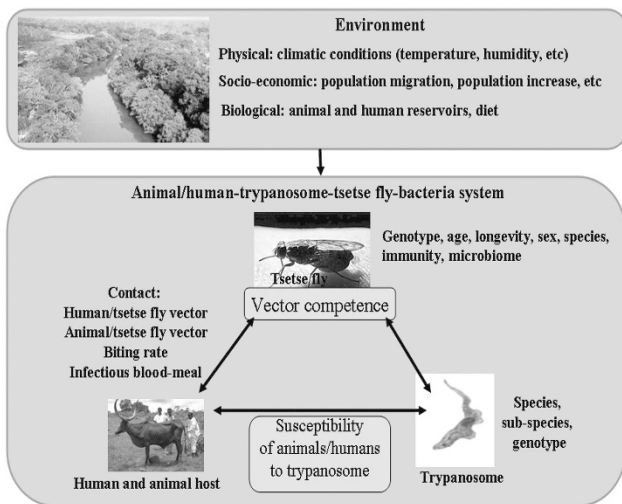 Environment
Physical: climatic conditions (temperature, humidity, etc)
Socio-economic: population migration, population increase, etc
Biological: animal and human reservoirs, diet
Animal/human-trypanosome-tsetse fly-bacteria system
Genotype, age, longevity, sex, species,
immunity, microbiome
Tsetse fly
Vector competence
Contact:
Human/tsetse fly vector
Animal/tsetse fly vector
Biting rate
Infectious blood-meal
Human and animal host
Susceptibility
of animals/humans
to trypanosome
Species,
sub-species,
genotype
Trypanosome